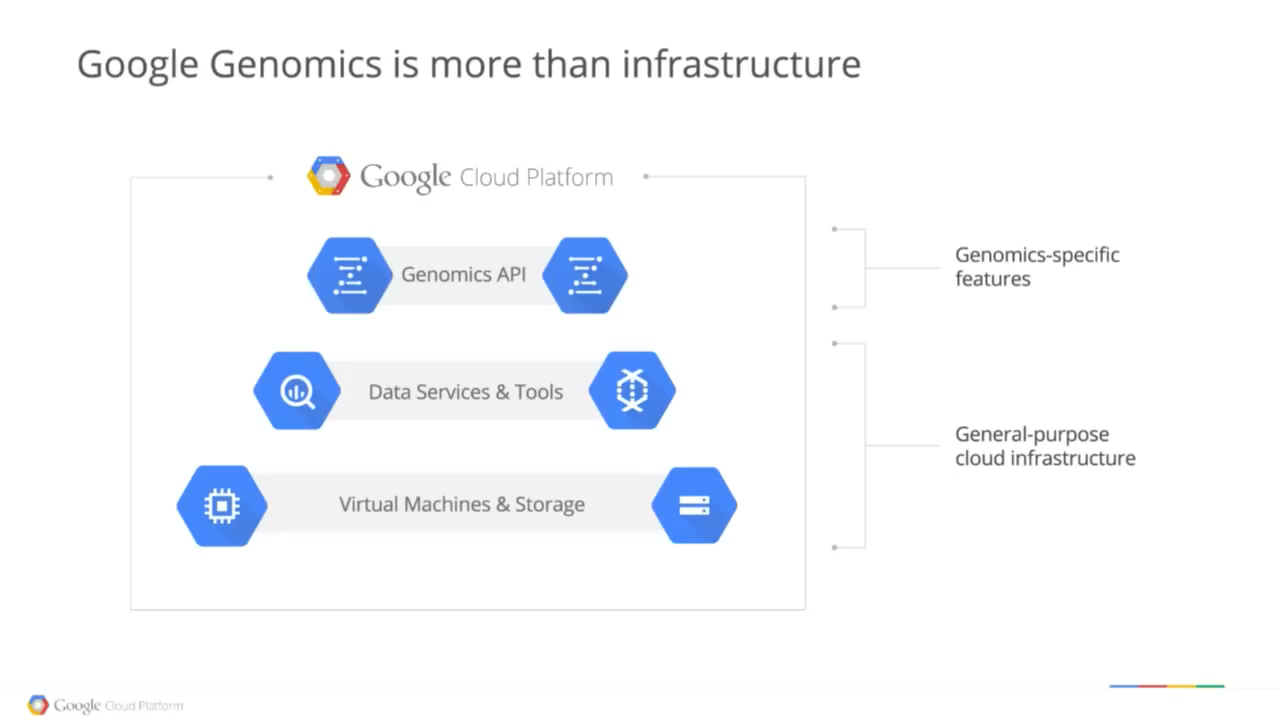 Google Genomics is more than infrastructure
Google Cloud Platform
Genomics API
Genomics-specific
features
Data Services & Tools
General-purpose
cloud infrastructure
Virtual Machines & Storage
Google Cloud Platform